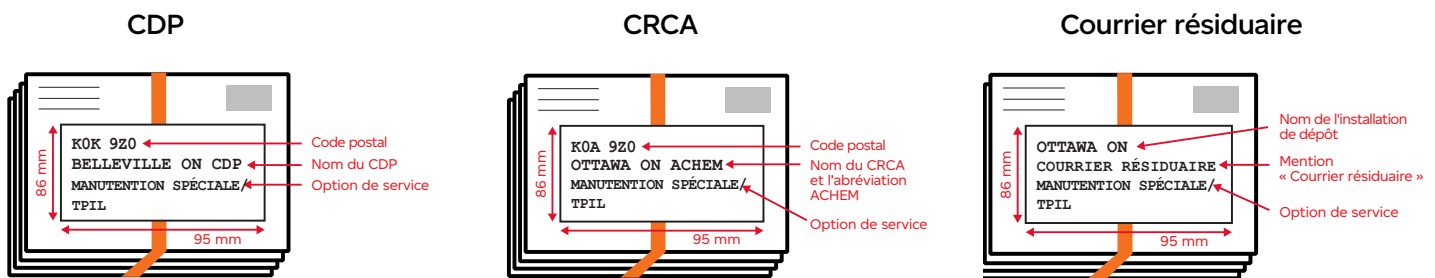 CDP
K0K 9Z0
BELLEVILLE ON CDP
MANUTENTION SPÉCIALE/
TPIL
86 mm
95 mm
Code postal
Nom du CDP
Option de service
CRCA
K0A 9Z0
OTTAWA ON ACHEM
MANUTENTION SPÉCIALE/
TPIL
86 mm
95 mm
Code postal
Nom du CRCA
et l'abréviation
ACHEM
Option de service
Courrier résiduaire
OTTAWA ON
COURRIER RÉSIDUAIRE
MANUTENTION SPÉCIALE/
TPIL
86 mm
95 mm
Nom de l'installation
de dépôt
Mention
« Courrier résiduaire »
Option de service